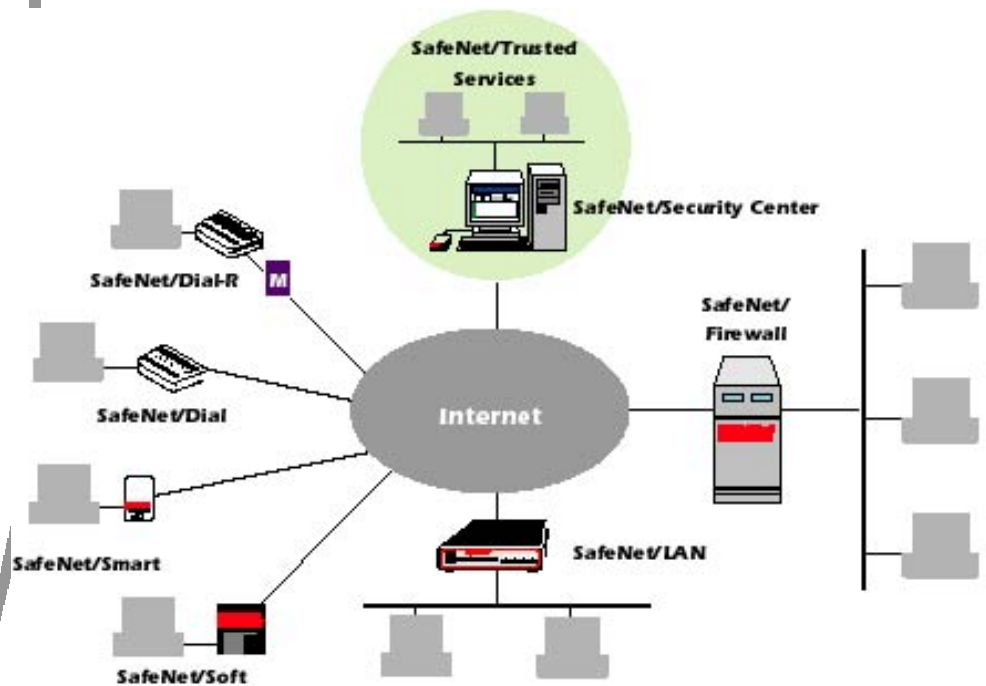 SafeNet/Trusted
Services
SafeNet/Security Center
SafeNet/Dial-R
M
SafeNet/
Firewall
SafeNet/Dial
Internet
SafeNet/Smart
SafeNet/LAN
SafeNet/Soft